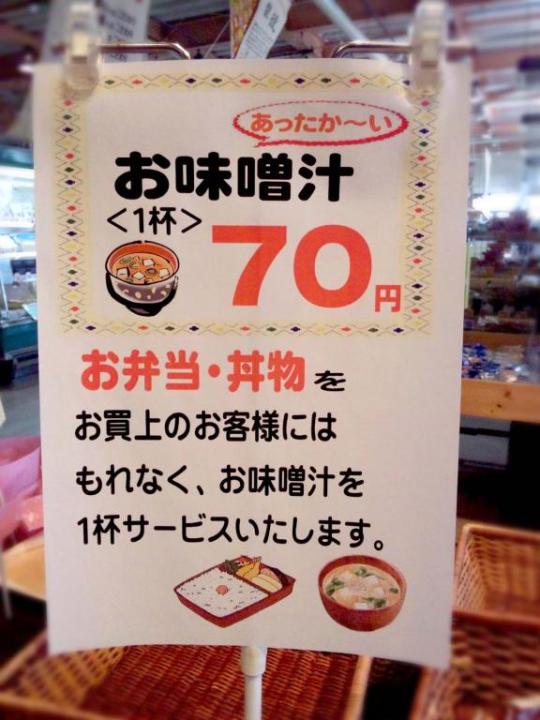 あったか～い
お味噌汁
＜1杯＞
70円
お弁当・丼物を
お買上のお客様には
もれなく、お味噌汁を
1杯サービスいたします。